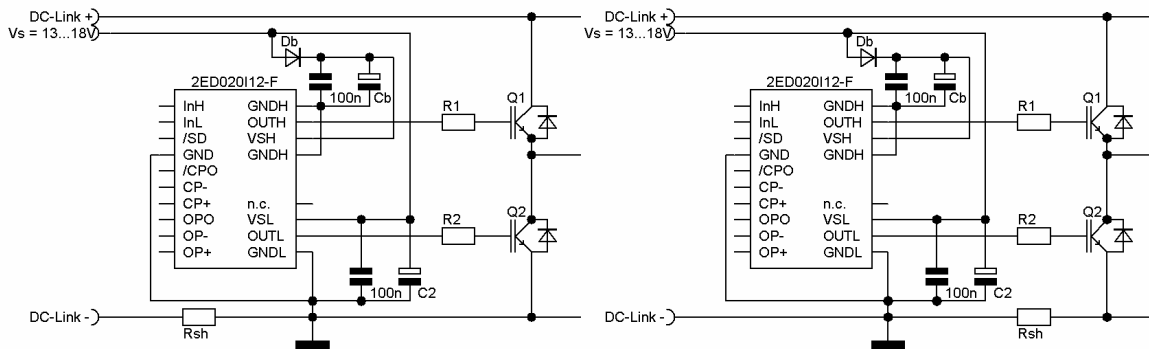 DC-Link +
Vs = 13...18V
Db
2ED020I12-F
100n
Cb
InH
InL
/SD
GND
/CPO
CP-
CP+
OPO
OP-
OP+
GNDH
OUTH
VSH
GNDH
n.c.
VSL
OUTL
GNDL
R1
Q1
R2
Q2
100n
C2
DC-Link -
Rsh
DC-Link +
Vs = 13...18V
Db
2ED020I12-F
100n
Cb
InH
InL
/SD
GND
/CPO
CP-
CP+
OPO
OP-
OP+
GNDH
OUTH
VSH
GNDH
n.c.
VSL
OUTL
GNDL
R1
Q1
R2
Q2
100n
C2
DC-Link -
Rsh